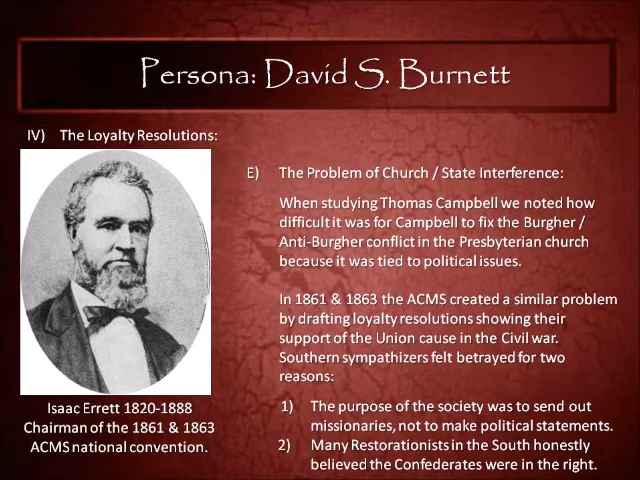 Persona: David S. Burnett
IV) The Loyalty Resolutions:
E) The Problem of Church / State Interference:
When studying Thomas Campbell we noted how
difficult it was for Campbell to fix the Burgher /
Anti-Burgher conflict in the Presbyterian church
because it was tied to political issues.
In 1861 & 1863 the ACMS created a similar problem
by drafting loyalty resolutions showing their
support of the Union cause in the Civil war.
Southern sympathizers felt betrayed for two
reasons:
1) The purpose of the society was to send out
missionaries, not to make political statements.
2) Many Restorationists in the South honestly
believed the Confederates were in the right.
Isaac Errett 1820-1888
Chairman of the 1861 & 1863
ACMS national convention.